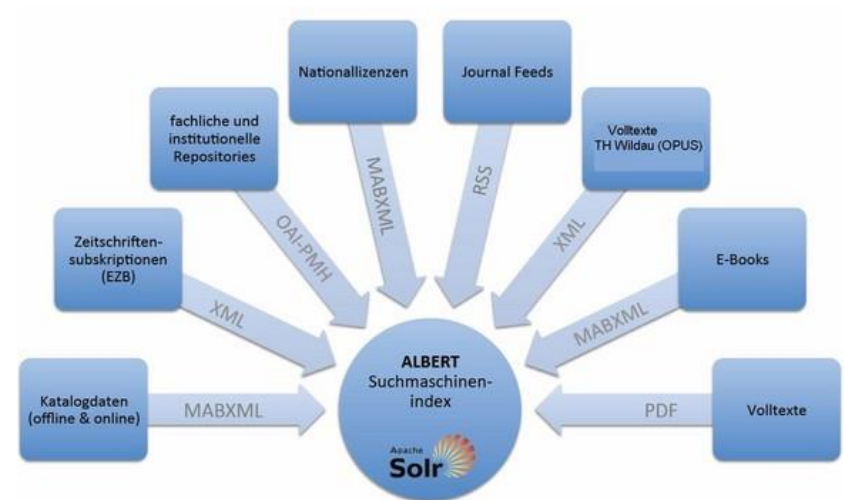 Nationallizenzen
Journal Feeds
fachliche und
institutionelle
Repositories
Volltexte
TH Wildau (OPUS)
MABXML
RSS
OAI-PMH
XML
Zeitschriften-
subskriptionen
(EZB)
E-Books
XML
MABXML
ALBERT
Suchmaschinen-
index
Katalogdaten
(offline & online)
MABXML
PDF
Volltexte
Apache
Solr